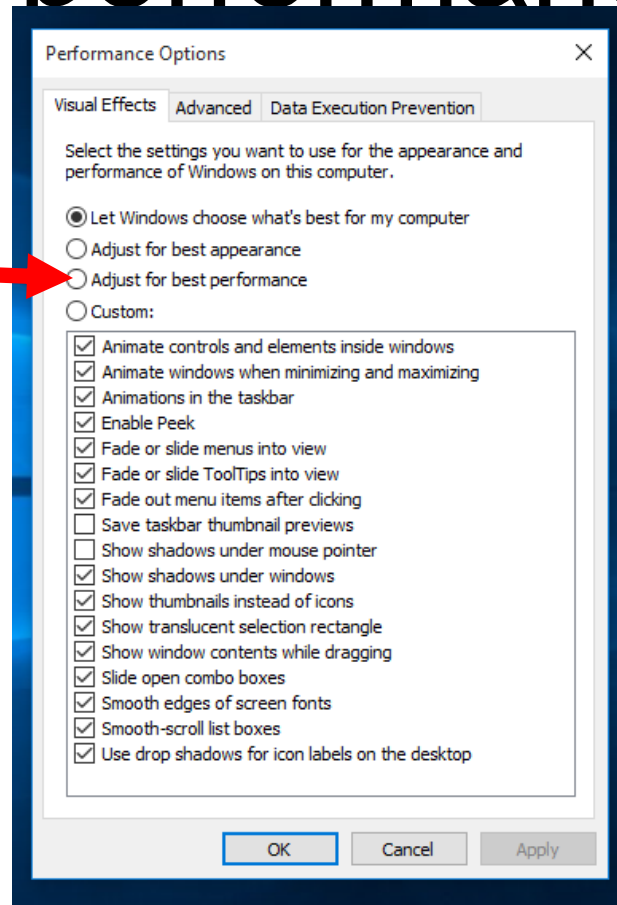 Performance Options
Visual Effects Advanced Data Execution Prevention
Select the settings you want to use for the appearance and
performance of Windows on this computer.
Let Windows choose what's best for my computer
Adjust for best appearance
Adjust for best performance
Custom:
Animate controls and elements inside windows
Animate windows when minimizing and maximizing
Animations in the taskbar
Enable Peek
Fade or slide menus into view
Fade or slide ToolTips into view
Fade out menu items after clicking
Save taskbar thumbnail previews
Show shadows under mouse pointer
Show shadows under windows
Show thumbnails instead of icons
Show translucent selection rectangle
Show window contents while dragging
Slide open combo boxes
Smooth edges of screen fonts
Smooth-scroll list boxes
Use drop shadows for icon labels on the desktop
OK Cancel Apply